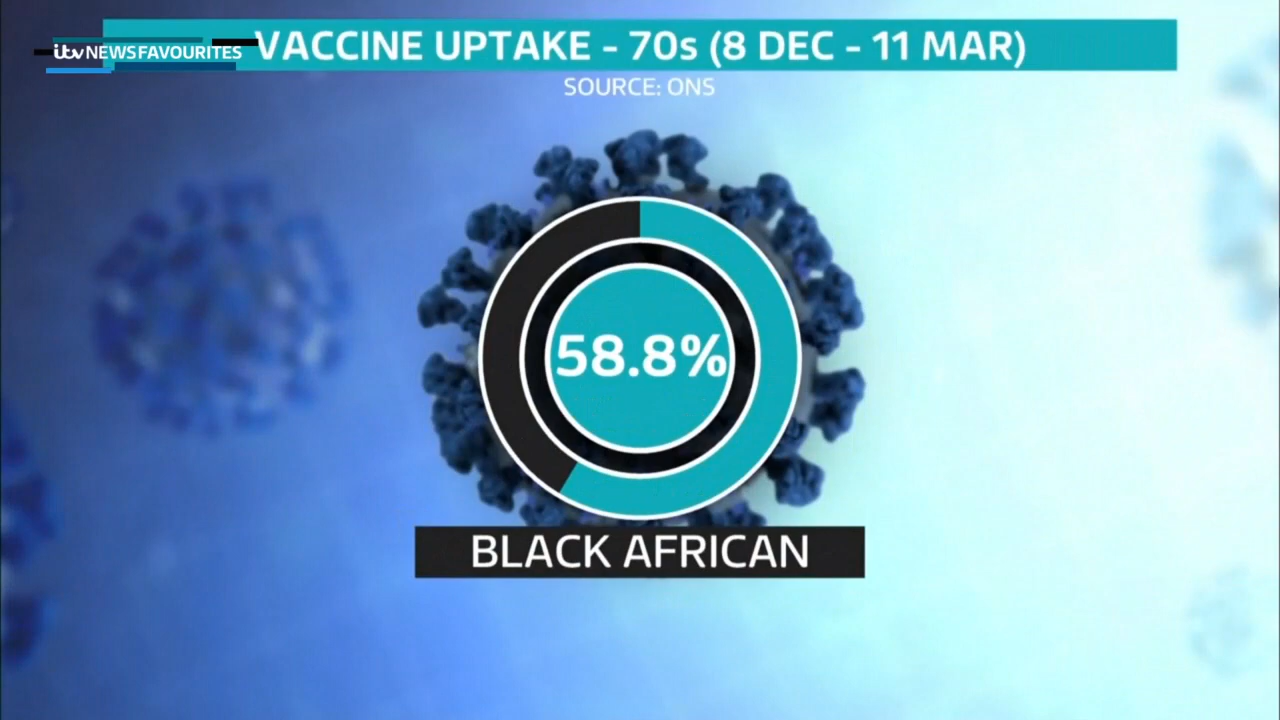 itv NEWS FAVOURITES
VACCINE UPTAKE - 70s (8 DEC - 11 MAR)
SOURCE: ONS
58.8%
BLACK AFRICAN